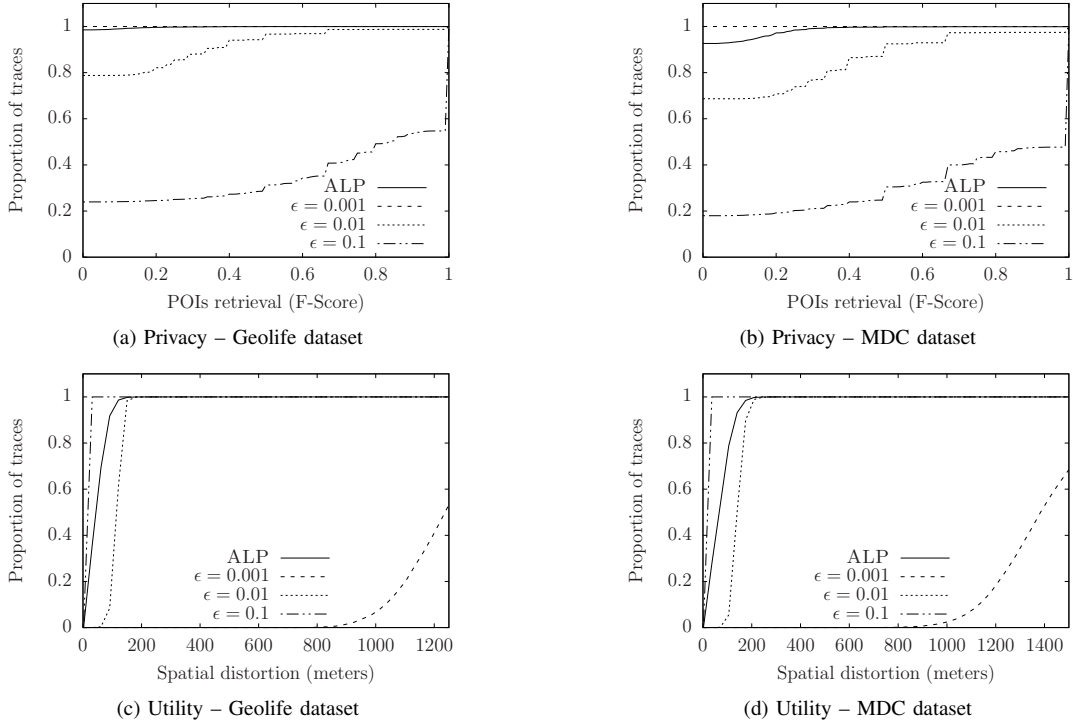 Proportion of traces
1
0.8
0.6
0.4
0.2
0
ALP
ϵ = 0.001
ϵ = 0.01
ϵ = 0.1
0 0.2 0.4 0.6 0.8 1
POIs retrieval (F-Score)
(a) Privacy – Geolife dataset
Proportion of traces
1
0.8
0.6
0.4
0.2
0
ALP
ϵ = 0.001
ϵ = 0.01
ϵ = 0.1
0 0.2 0.4 0.6 0.8 1
POIs retrieval (F-Score)
(b) Privacy – MDC dataset
Proportion of traces
1
0.8
0.6
0.4
0.2
0
ALP
ϵ = 0.001
ϵ = 0.01
ϵ = 0.1
0 200 400 600 800 1000 1200
Spatial distortion (meters)
(c) Utility – Geolife dataset
Proportion of traces
1
0.8
0.6
0.4
0.2
0
ALP
ϵ = 0.001
ϵ = 0.01
ϵ = 0.1
0 200 400 600 800 1000 1200 1400
Spatial distortion (meters)
(d) Utility – MDC dataset